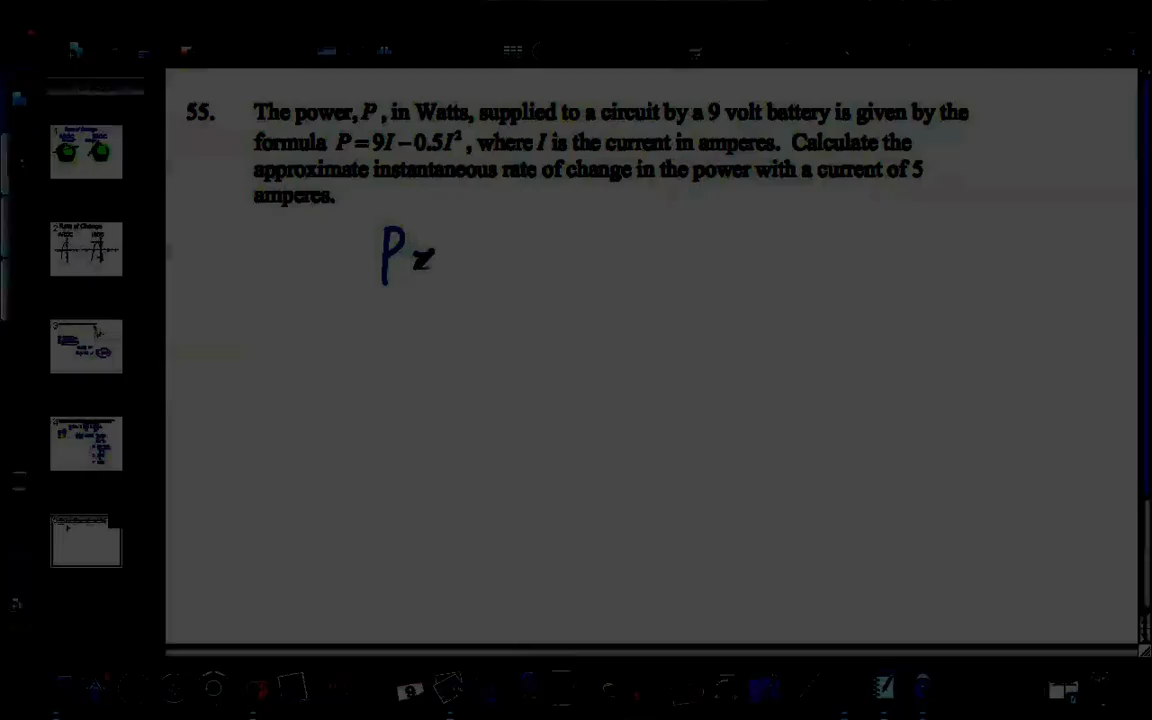 55. The power, P, in Watts, supplied to a circuit by a 9 volt battery is given by the
formula P = 9I – 0.5I², where I is the current in amperes. Calculate the
approximate instantaneous rate of change in the power with a current of 5
amperes.
P =